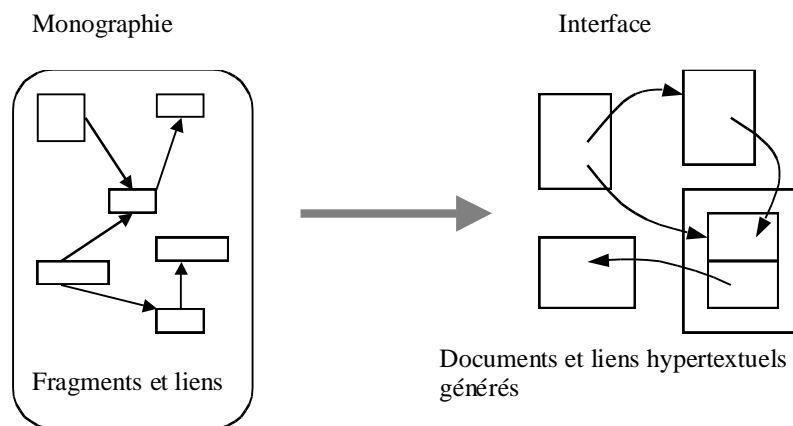 Monographie
Interface
Fragments et liens
Documents et liens hypertextuels
générés